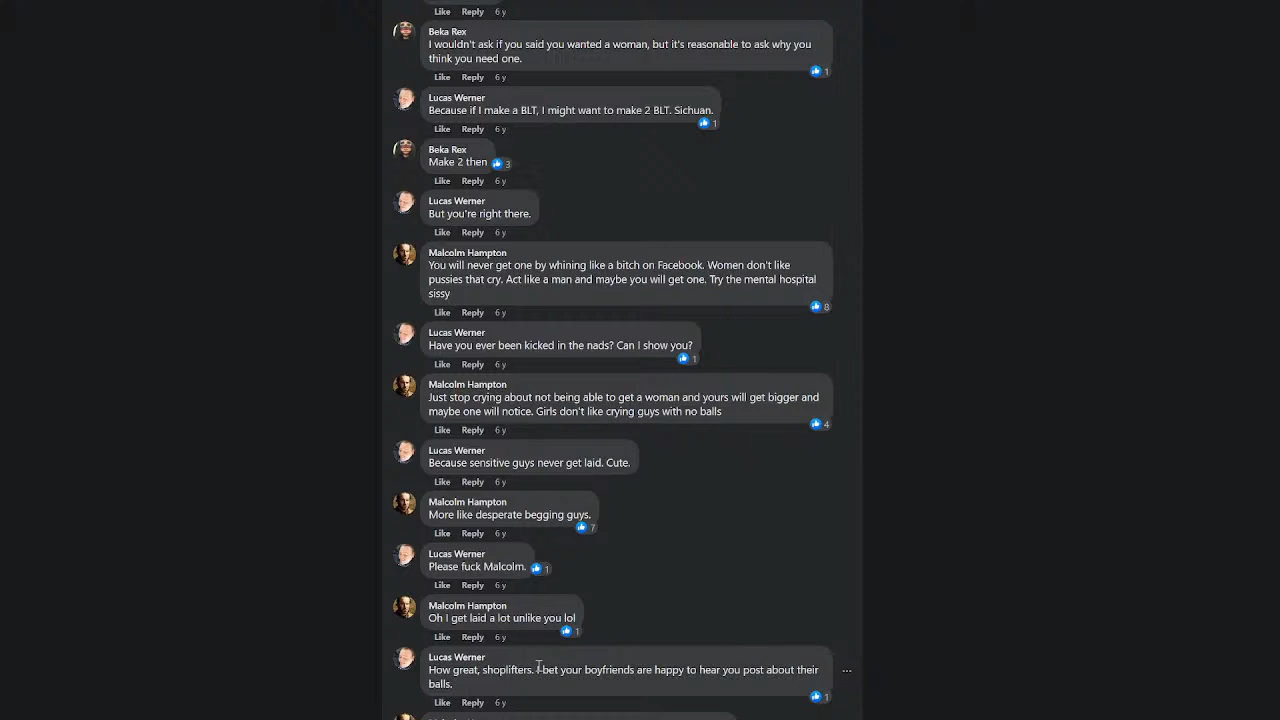 Like Reply 6 y
Beka Rex
I wouldn't ask if you said you wanted a woman, but it's reasonable to ask why you
think you need one.
1
Like Reply 6 y
Lucas Werner
Because if I make a BLT, I might want to make 2 BLT. Sichuan.
1
Like Reply 6 y
Beka Rex
Make 2 then
3
Like Reply 6 y
Lucas Werner
But you're right there.
Like Reply 6 y
Malcolm Hampton
You will never get one by whining like a bitch on Facebook. Women don't like
pussies that cry. Act like a man and maybe you will get one. Try the mental hospital
sissy
8
Like Reply 6 y
Lucas Werner
Have you ever been kicked in the nads? Can I show you?
1
Like Reply 6 y
Malcolm Hampton
Just stop crying about not being able to get a woman and yours will get bigger and
maybe one will notice. Girls don't like crying guys with no balls
4
Like Reply 6 y
Lucas Werner
Because sensitive guys never get laid. Cute.
Like Reply 6 y
Malcolm Hampton
More like desperate begging guys.
7
Like Reply 6 y
Lucas Werner
Please fuck Malcolm.
1
Like Reply 6 y
Malcolm Hampton
Oh I get laid a lot unlike you lol
1
Like Reply 6 y
Lucas Werner
How great, shoplifters. I bet your boyfriends are happy to hear you post about their
balls.
1
Like Reply 6 y